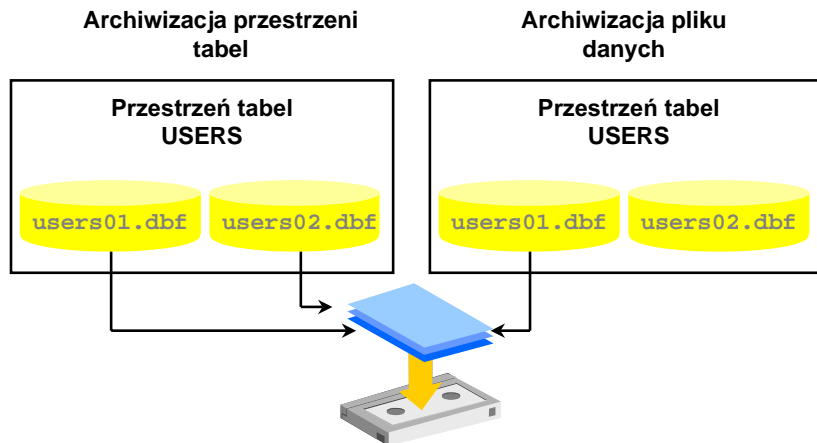 Archiwizacja przestrzeni
tabel
Archiwizacja pliku
danych
Przestrzeń tabel
USERS
users01.dbf
users02.dbf
Przestrzeń tabel
USERS
users01.dbf
users02.dbf